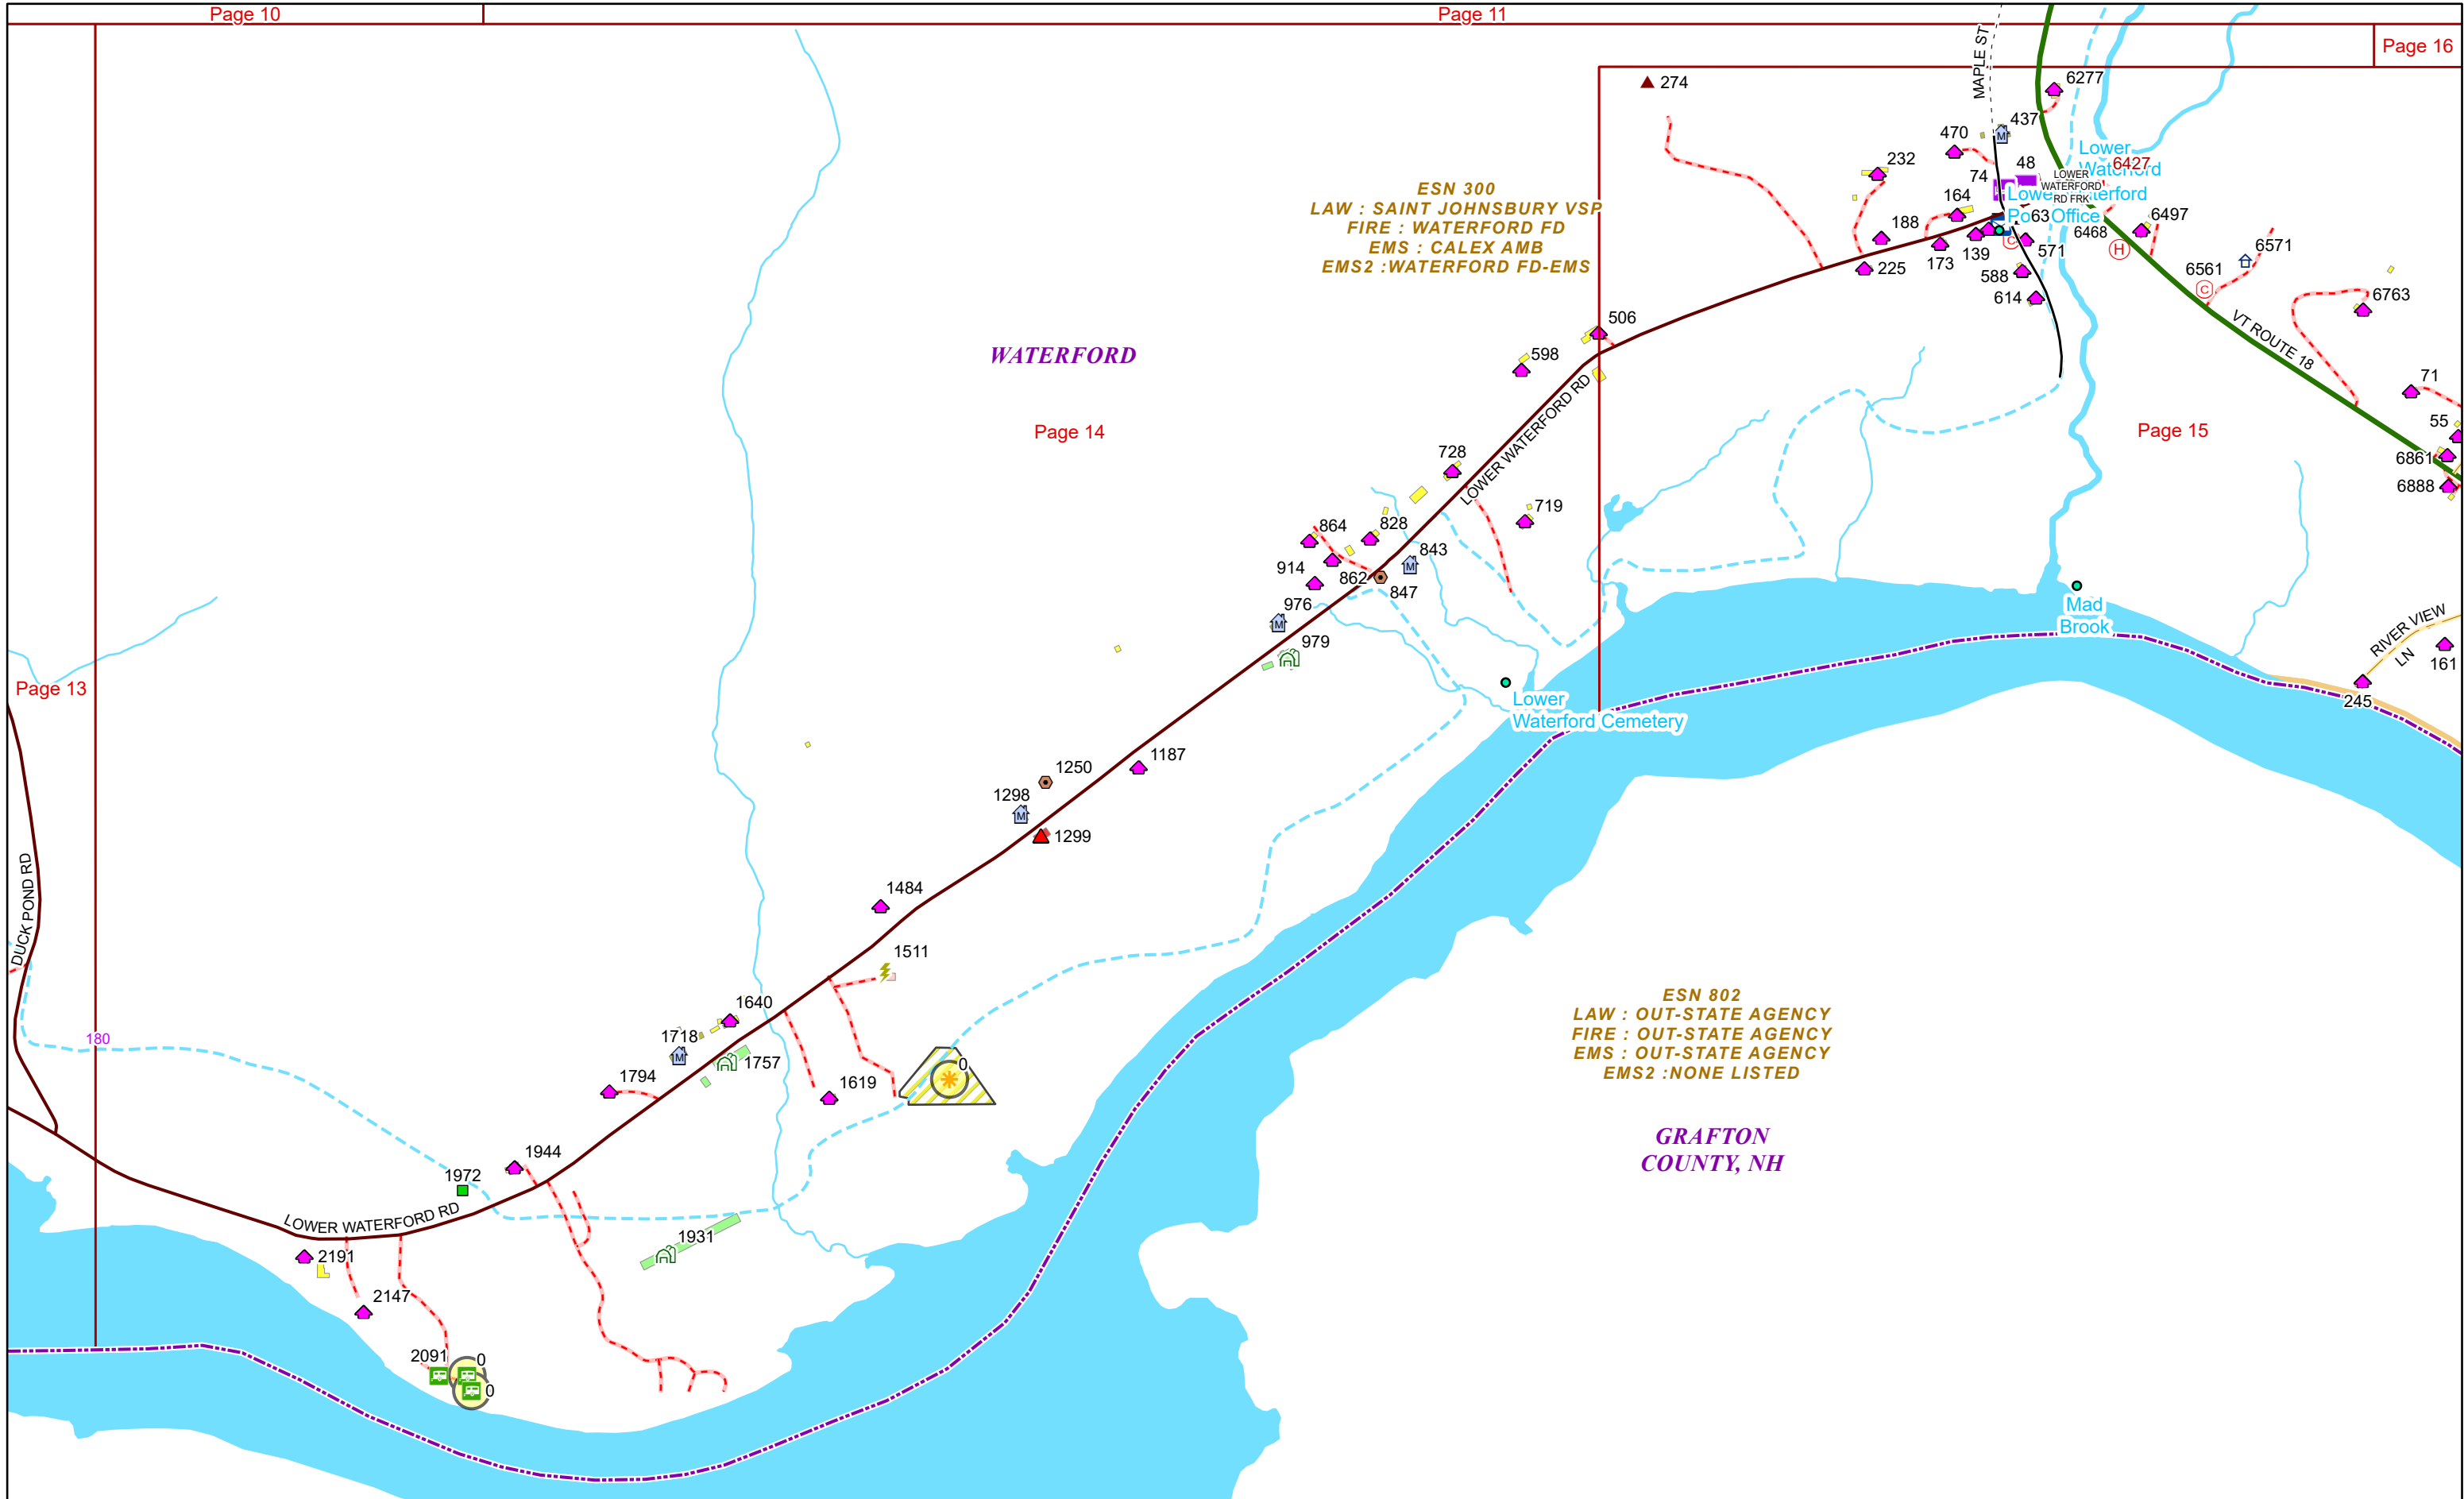 Page 10
Page 11
Page 16
MAPLE ST
274
6277
437
470
232
48
74
Lower
Waterford
6427
LOWER
WATERFORD
RD FRK
164
188
63
6468
6497
Lower Waterford
Post Office
C
H
571
139
173
225
588
614
6561
C
6571
6763
VT ROUTE 18
71
55
6861
6888
Page 15
ESN 300
LAW : SAINT JOHNSBURY VSP
FIRE : WATERFORD FD
EMS : CALEX AMB
EMS2 :WATERFORD FD-EMS
WATERFORD
Page 14
506
598
LOWER WATERFORD RD
728
719
864
828
843
M
862
847
914
976
M
979
Mad
Brook
RIVER VIEW
LN
161
245
Lower
Waterford Cemetery
Page 13
1187
1250
1298
M
1299
DUCK POND RD
1484
1511
180
1640
1718
M
1757
1794
1619
0
ESN 802
LAW : OUT-STATE AGENCY
FIRE : OUT-STATE AGENCY
EMS : OUT-STATE AGENCY
EMS2 :NONE LISTED
GRAFTON
COUNTY, NH
1944
1972
LOWER WATERFORD RD
1931
2191
2147
2091
0
0